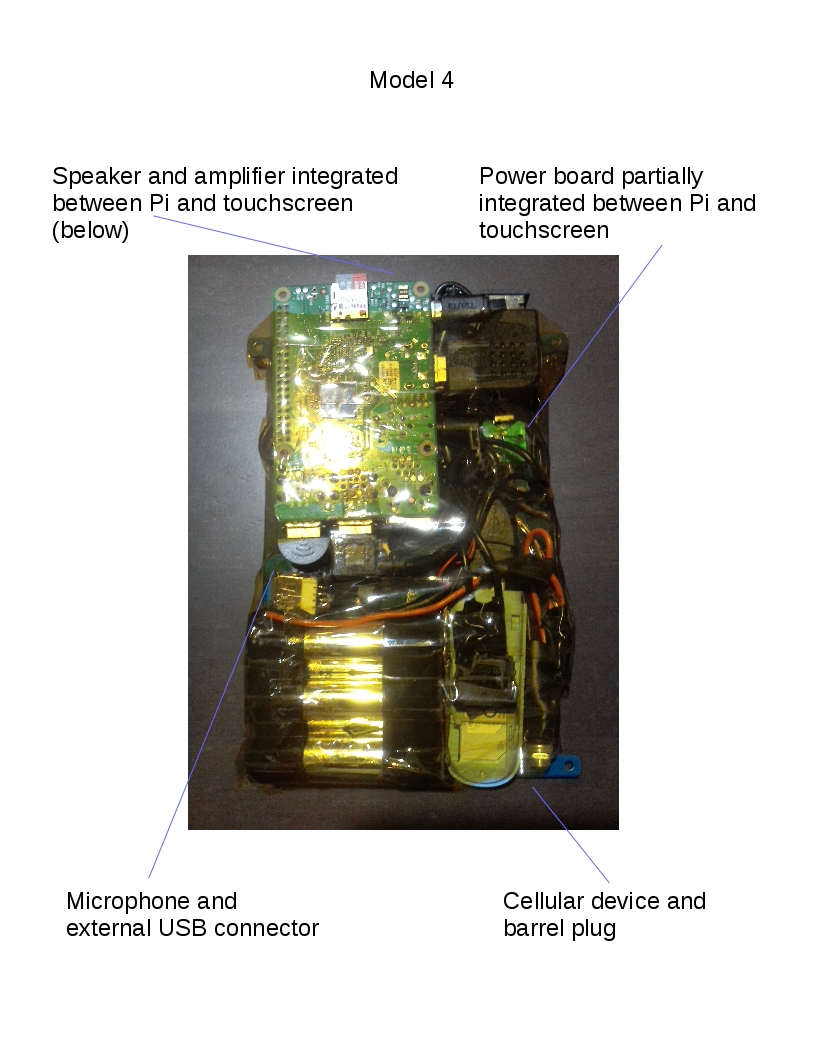 Model 4
Speaker and amplifier integrated
between Pi and touchscreen
(below)
Power board partially
integrated between Pi and
touchscreen
Microphone and
external USB connector
Cellular device and
barrel plug